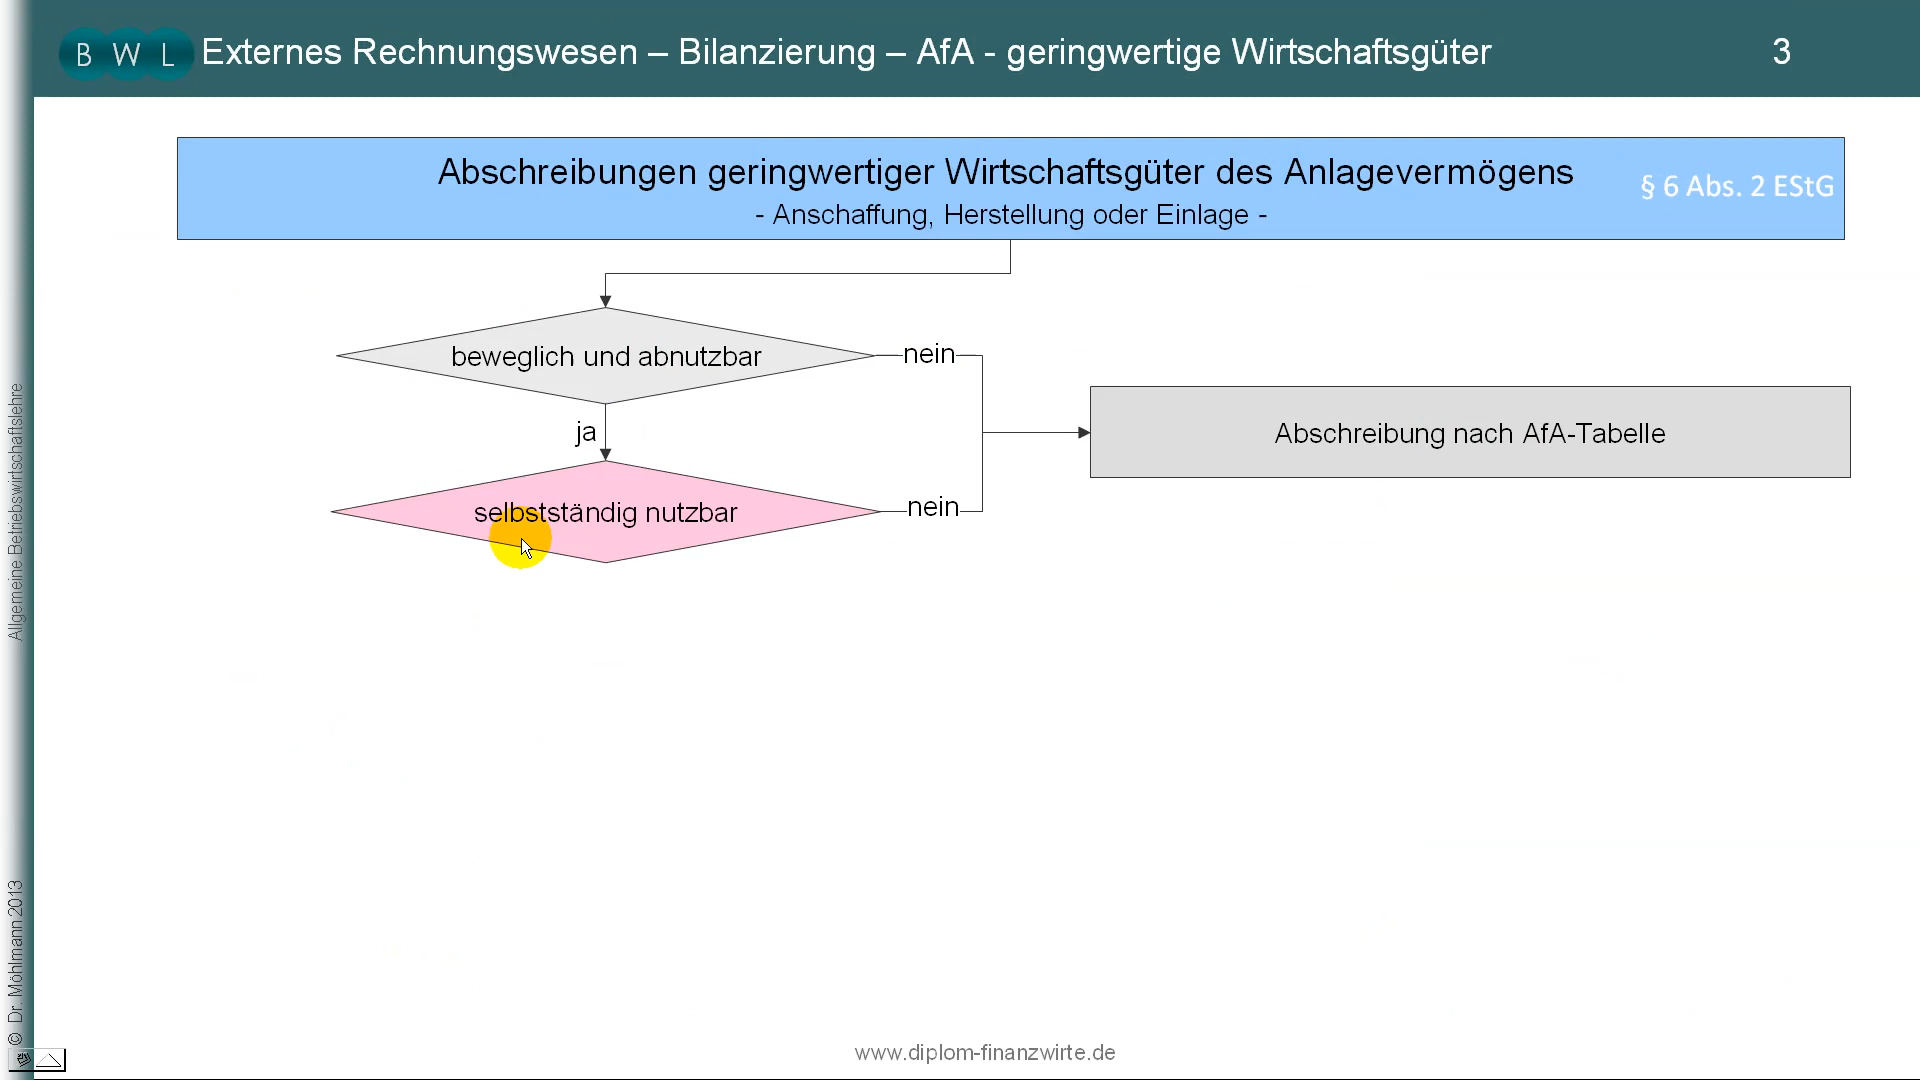 B W L Externes Rechnungswesen – Bilanzierung – AfA - geringwertige Wirtschaftsgüter 3
Abschreibungen geringwertiger Wirtschaftsgüter des Anlagevermögens
§ 6 Abs. 2 EStG
- Anschaffung, Herstellung oder Einlage -
beweglich und abnutzbar
nein
ja
Abschreibung nach AfA-Tabelle
selbstständig nutzbar
nein
Allgemeine Betriebswirtschaftslehre
© Dr. Möhlmann 2013
www.diplom-finanzwirte.de